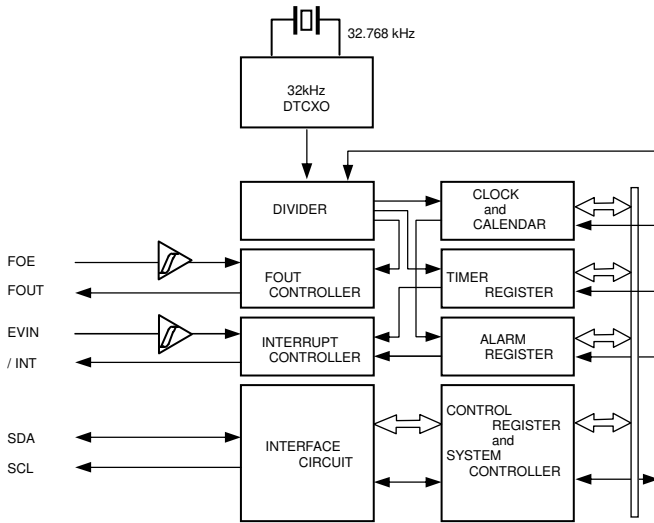 32.768 kHz
32kHz
DTCXO
DIVIDER
CLOCK
and
CALENDAR
FOE
FOUT
FOUT
CONTROLLER
TIMER
REGISTER
EVIN
/ INT
INTERRUPT
CONTROLLER
ALARM
REGISTER
SDA
SCL
INTERFACE
CIRCUIT
CONTROL
REGISTER
and
SYSTEM
CONTROLLER